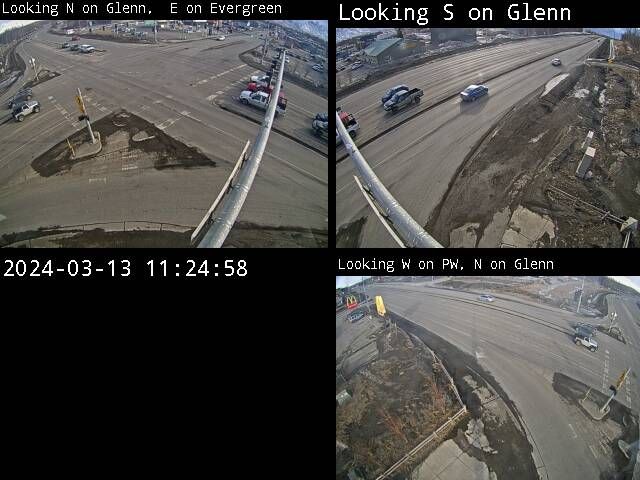 Looking N on Glenn,  E on Evergreen
Looking S on Glenn
2024-03-13 11:24:58
Looking W on PW, N on Glenn